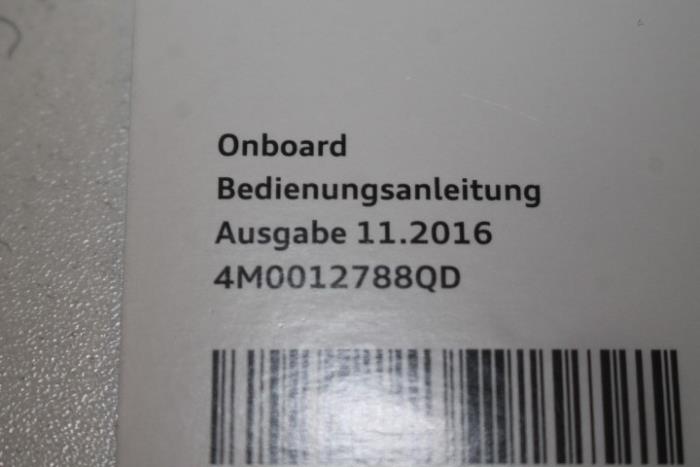 Onboard
Bedienungsanleitung
Ausgabe 11.2016
4M0012788QD